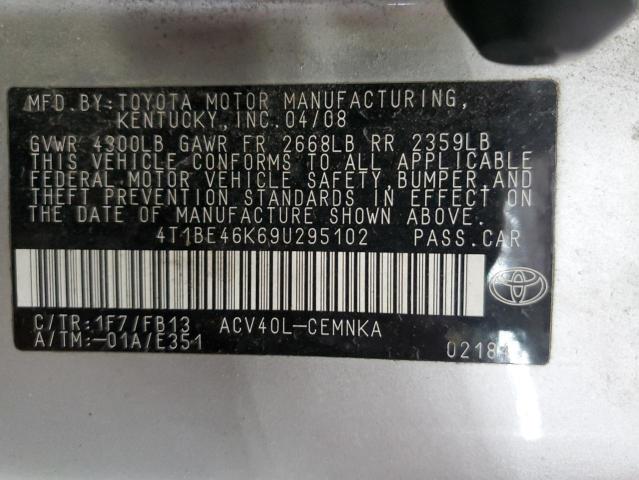 MFD.BY:TOYOTA MOTOR MANUFACTURING,
KENTUCKY,INC.04/08
GVWR 4300LB GAWR FR 2668LB RR 2359LB
THIS VEHICLE CONFORMS TO ALL APPLICABLE
FEDERAL MOTOR VEHICLE SAFETY,BUMPER,AND
THEFT PREVENTION STANDARDS IN EFFECT ON
THE DATE OF MANUFACTURE SHOWN ABOVE.
4T1BE46K69U295102 PASS.CAR
C/TR:1F7/FB13 ACV40L-CEMNKA
A/TM:-01A/E351